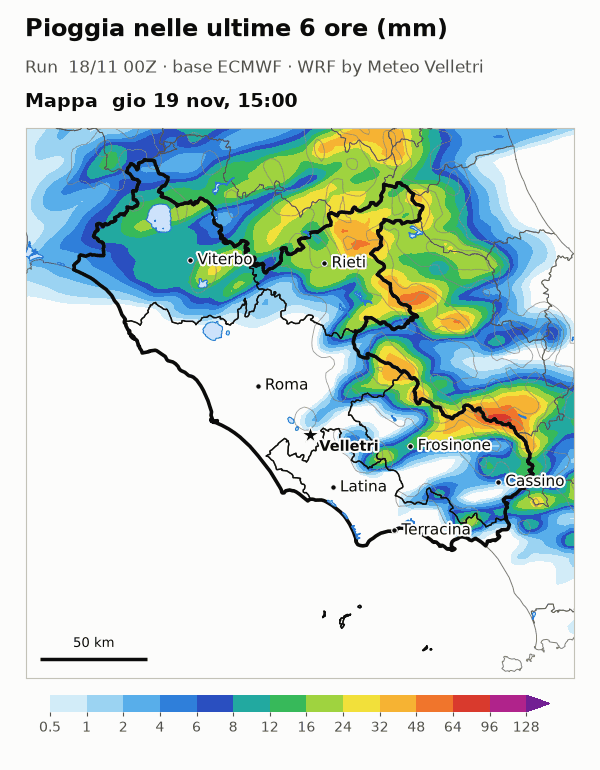 Pioggia nelle ultime 6 ore (mm)
Run  18/11 00Z · base ECMWF · WRF by Meteo Velletri
Mappa  gio 19 nov, 15:00
Viterbo
Rieti
Roma
Velletri
Frosinone
Cassino
Latina
Terracina
50 km
0.5 1 2 4 6 8 12 16 24 32 48 64 96 128